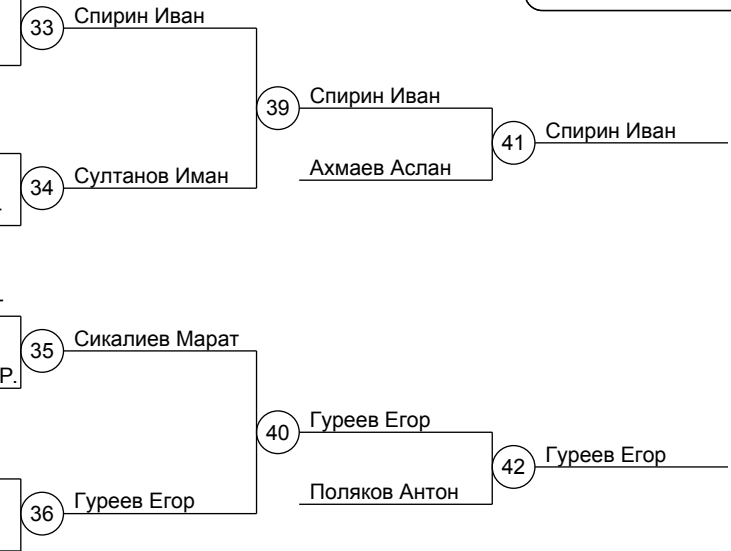 33 Спирин Иван
39 Спирин Иван
41 Спирин Иван
Ахмаев Аслан
34 Султанов Иман
35 Сикалиев Марат
Р.
40 Гуреев Егор
42 Гуреев Егор
Поляков Антон
36 Гуреев Егор